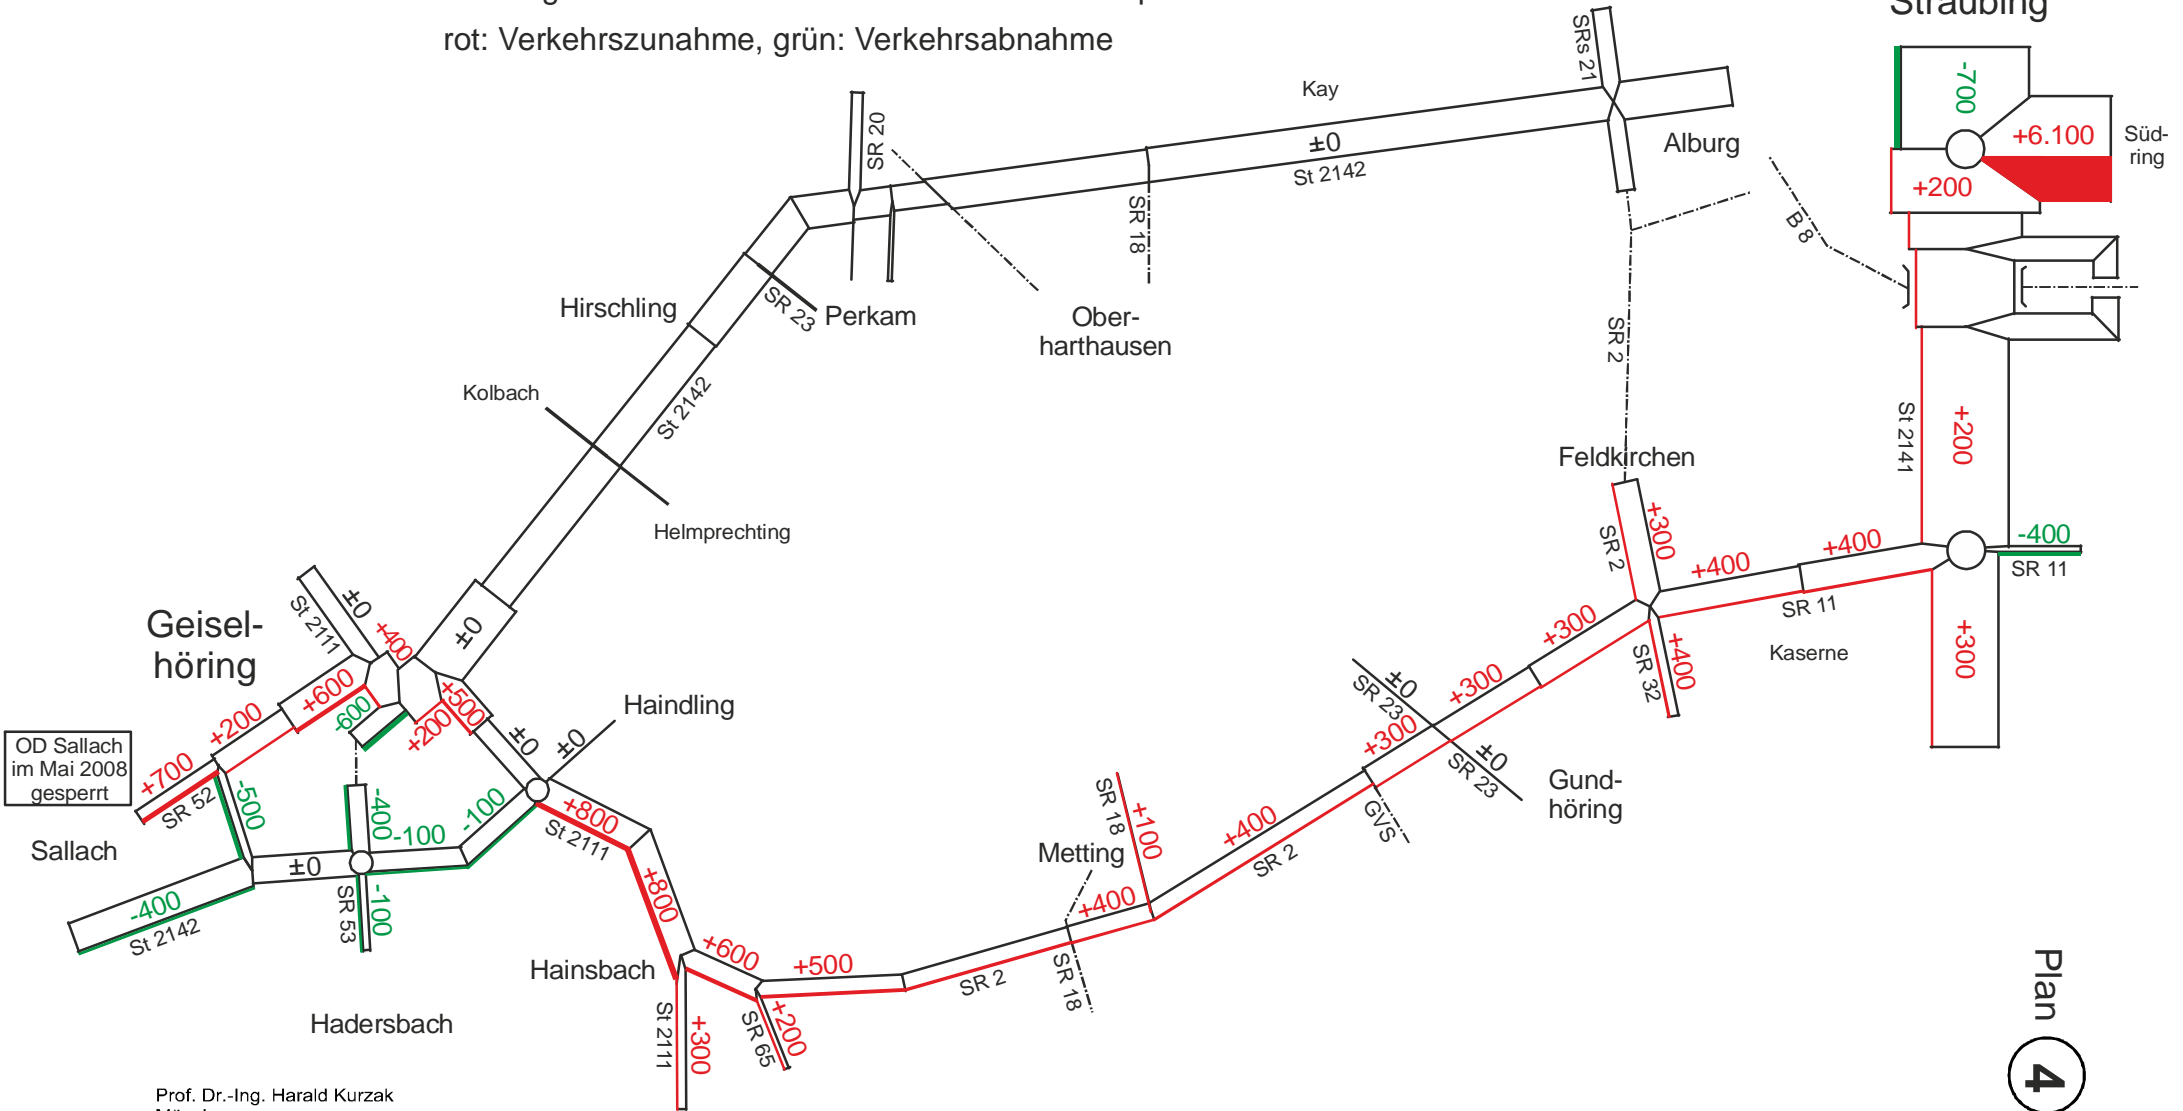 Straubing
rot: Verkehrszunahme, grün: Verkehrsabnahme
SRs 21
-700
Kay
+6.100
Süd-
ring
SR 20
±0
St 2142
Alburg
+200
SR 18
B 8
SR 23
Hirschling
Perkam
Ober-
harthausen
SR 2
Kolbach
St 2142
St 2141
+200
Feldkirchen
Helmprechting
+300
SR 2
+400
+400
-400
SR 11
SR 11
Kaserne
+300
±0
St 2111
+400
±0
Geisel-
höring
+300
+400
SR 32
+600
-600
+500
+200
+200
Haindling
±0
±0
±0
SR 23
+300
+300
±0
SR 23
OD Sallach
im Mai 2008
gesperrt
+700
SR 52
-500
Gund-
höring
GVS
-400
-100
-100
+800
St 2111
SR 18
+100
+400
SR 2
Sallach
±0
Metting
+400
-400
St 2142
SR 53
-100
+800
+600
+500
SR 2
SR 18
Hainsbach
St 2111
+300
SR 65
+200
Hadersbach
Plan
4
Prof. Dr.-Ing. Harald Kurzak